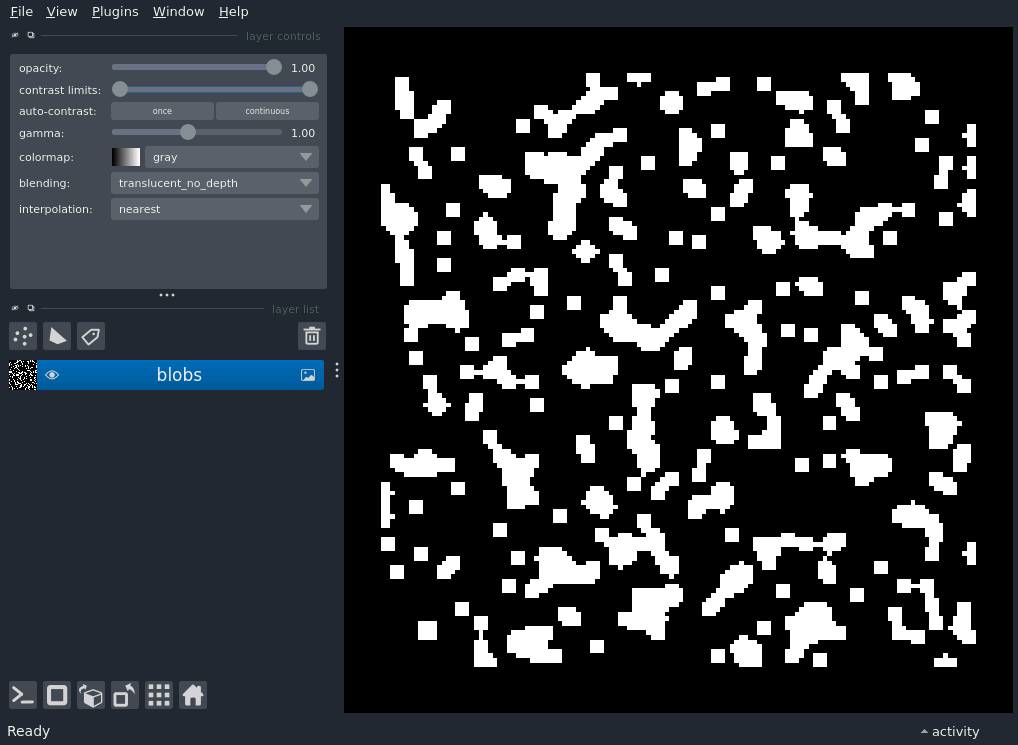 File View Plugins Window Help
layer controls
opacity: 1.00
contrast limits:
auto-contrast: once continuous
gamma: 1.00
colormap: gray
blending: translucent_no_depth
interpolation: nearest
layer list
blobs
Ready
activity